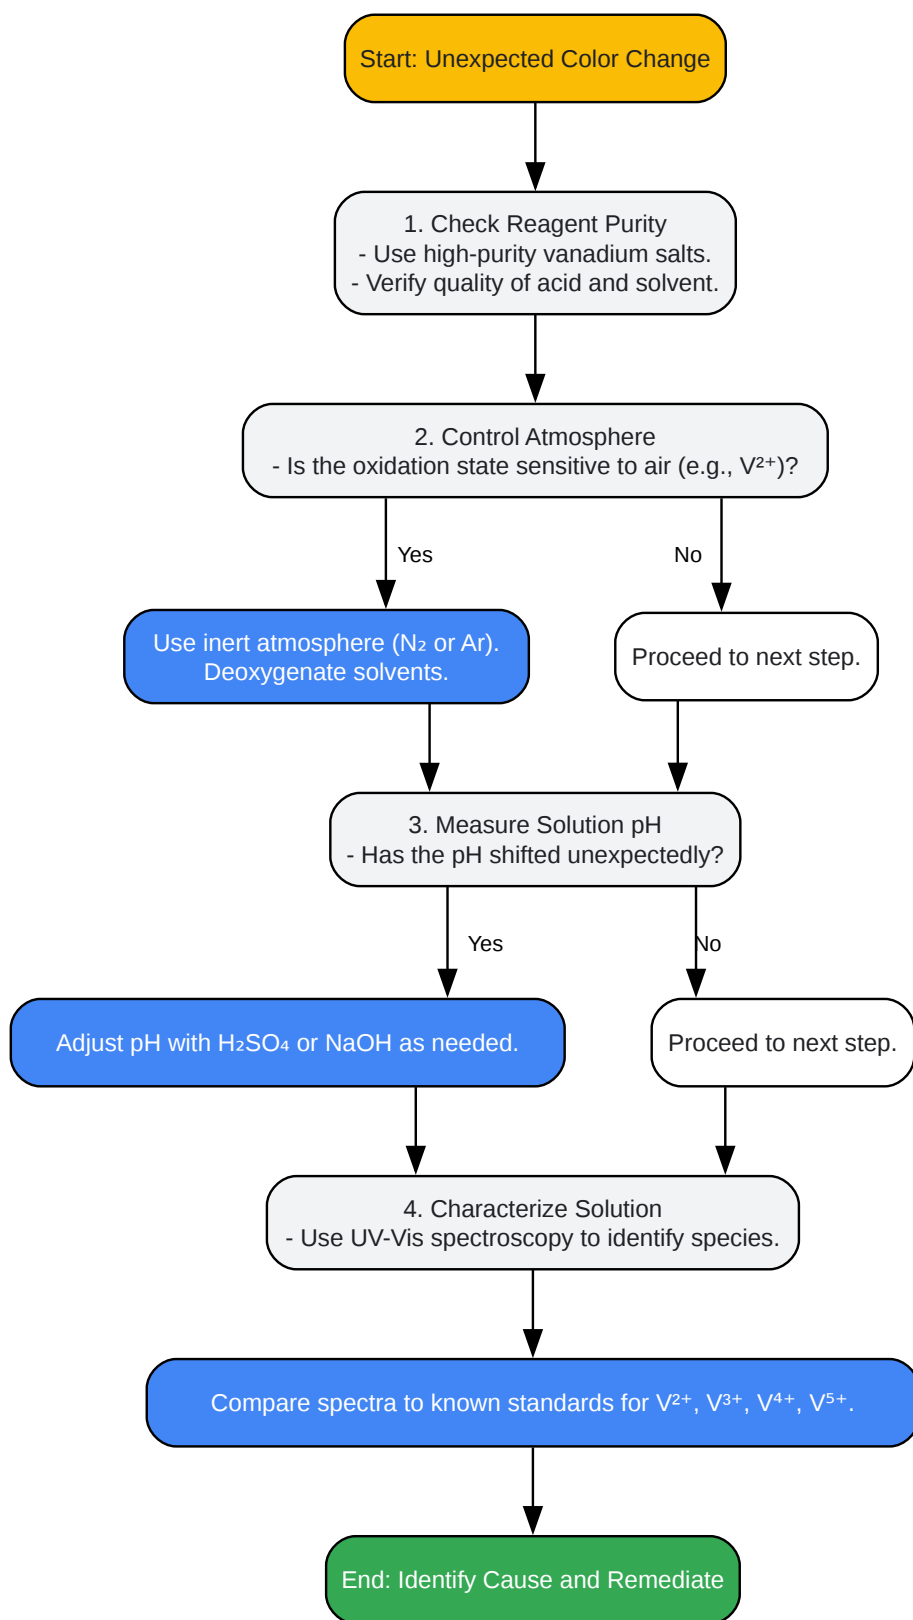 Start: Unexpected Color Change
1. Check Reagent Purity
- Use high-purity vanadium salts.
- Verify quality of acid and solvent.
2. Control Atmosphere
- Is the oxidation state sensitive to air (e.g., V²⁺)?
Yes
No
Use inert atmosphere (N₂ or Ar).
Deoxygenate solvents.
Proceed to next step.
3. Measure Solution pH
- Has the pH shifted unexpectedly?
Yes
No
Adjust pH with H₂SO₄ or NaOH as needed.
Proceed to next step.
4. Characterize Solution
- Use UV-Vis spectroscopy to identify species.
Compare spectra to known standards for V²⁺, V³⁺, V⁴⁺, V⁵⁺.
End: Identify Cause and Remediate